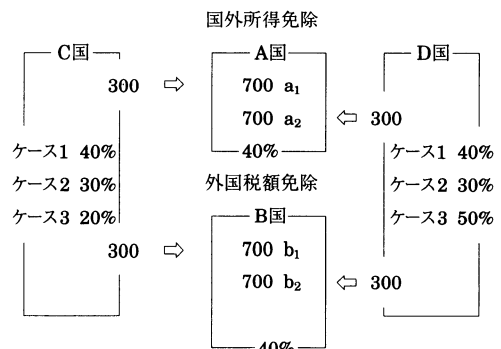 国外所得免除
C国 A国 D国
300 ⇨ 700 a₁
700 a₂ ⇦ 300
ケース1 40% 40% ケース1 40%
ケース2 30% 外国税額免除 ケース2 30%
ケース3 20% B国 ケース3 50%
300 ⇨ 700 b₁
700 b₂ ⇦ 300
40%